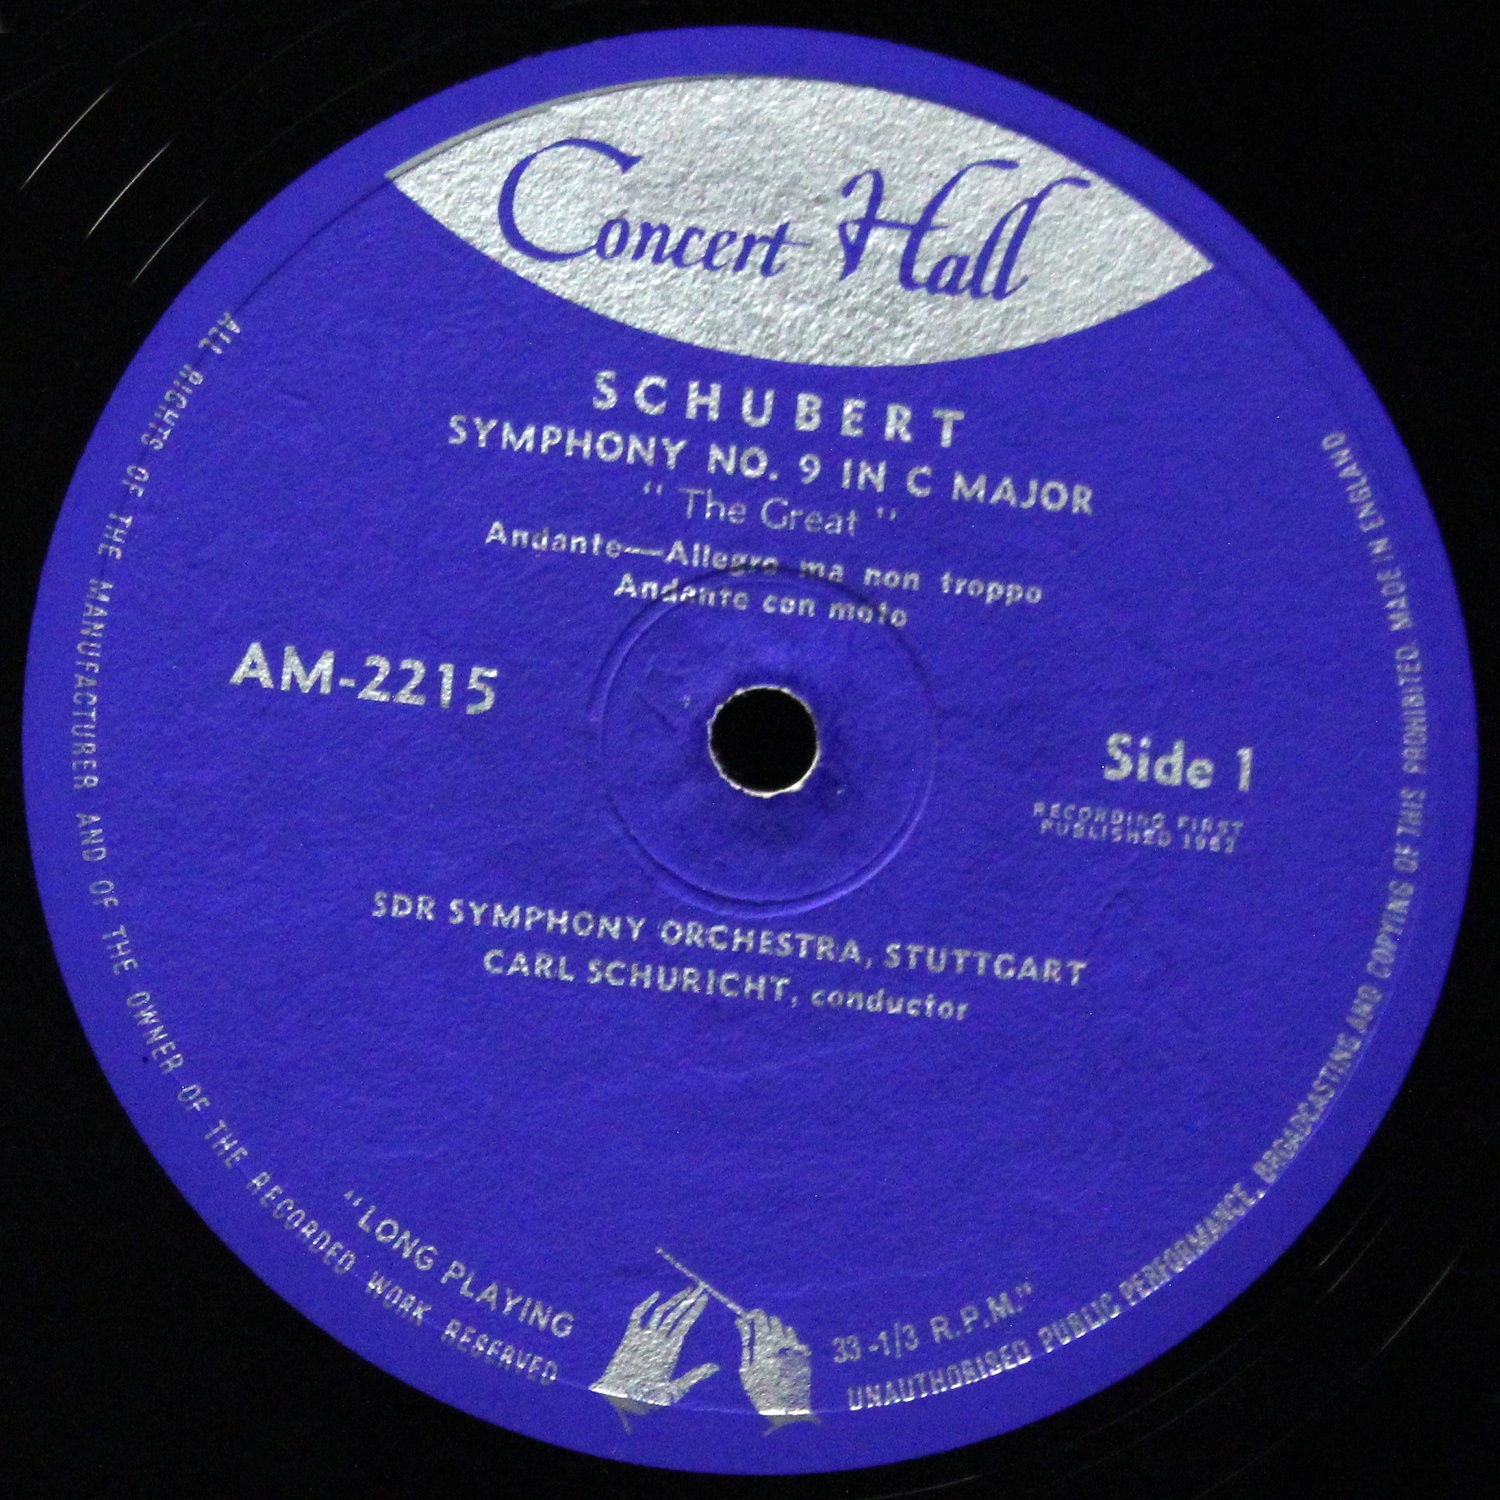 Concert Hall
SCHUBERT
SYMPHONY NO. 9 IN C MAJOR
" The Great "
Andante—Allegro ma non troppo
Andante con moto
AM-2215
Side 1
RECORDING FIRST
PUBLISHED
SDR SYMPHONY ORCHESTRA, STUTTGART
CARL SCHURICHT, conductor
"LONG PLAYING
33-1/3 R.P.M."
ALL RIGHTS OF THE MANUFACTURER AND OF THE OWNER OF THE RECORDED WORK RESERVED
UNAUTHORISED PUBLIC PERFORMANCE, BROADCASTING AND COPYING OF THIS PROHIBITED. MADE IN ENGLAND